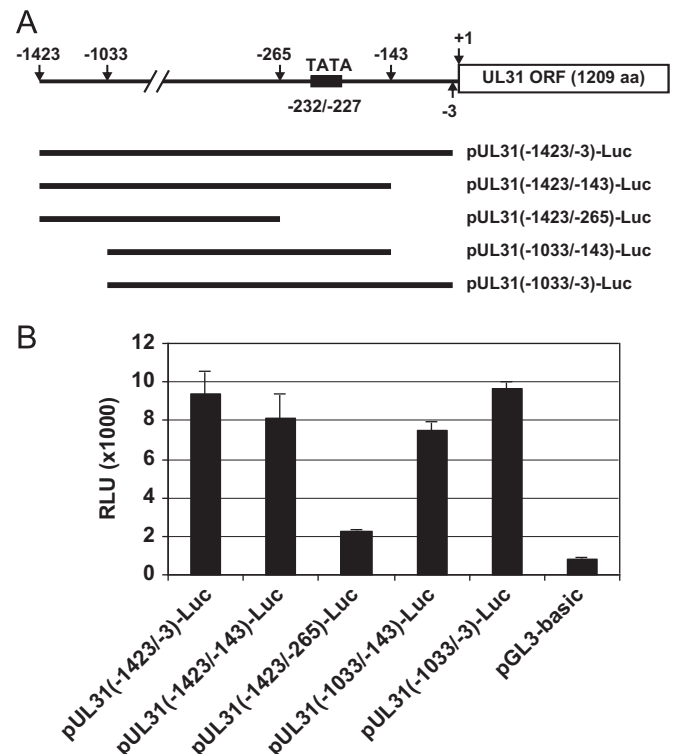 A
-1423 -1033 -265 TATA -143 +1
UL31 ORF (1209 aa)
-232/-227 -3
pUL31(-1423/-3)-Luc
pUL31(-1423/-143)-Luc
pUL31(-1423/-265)-Luc
pUL31(-1033/-143)-Luc
pUL31(-1033/-3)-Luc
B
RLU (x1000)
12
10
8
6
4
2
0
pUL31(-1423/-3)-Luc
pUL31(-1423/-143)-Luc
pUL31(-1423/-265)-Luc
pUL31(-1033/-143)-Luc
pUL31(-1033/-3)-Luc
pGL3-basic